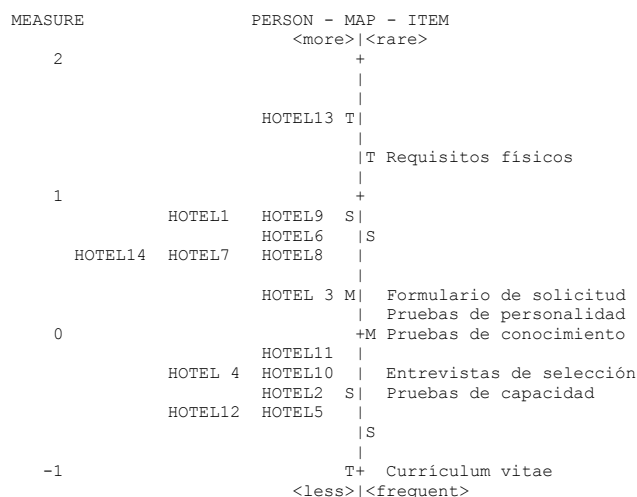 MEASURE PERSON - MAP - ITEM
<more>|<rare>
2 +
|
|
HOTEL13 T|
|
|T Requisitos físicos
|
1 +
HOTEL1 HOTEL9 S|
HOTEL6 |S
HOTEL14 HOTEL7 HOTEL8 |
|
HOTEL 3 M| Formulario de solicitud
| Pruebas de personalidad
0 +M Pruebas de conocimiento
HOTEL11 |
HOTEL 4 HOTEL10 | Entrevistas de selección
HOTEL2 S| Pruebas de capacidad
HOTEL12 HOTEL5 |
|S
|
-1 T+ Currículum vitae
<less>|<frequent>